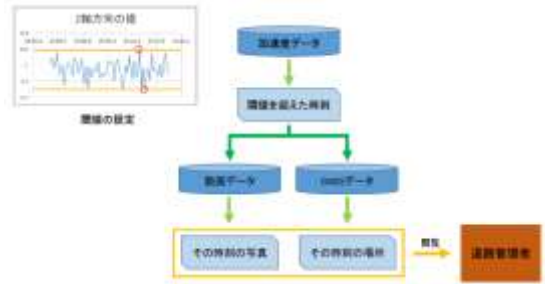 Z軸方向の値
閾値の設定
加速度データ
閾値を超えた時刻
動画データ
GNSSデータ
その時刻の写真
その時刻の場所
閲覧
道路管理者